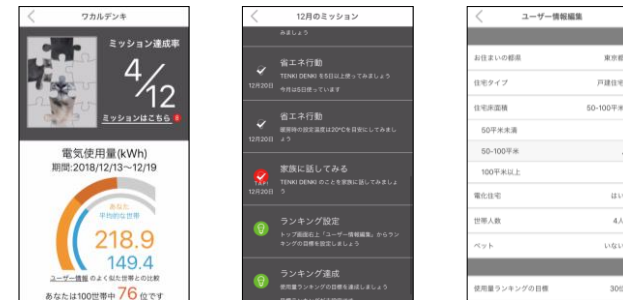 ワカルデンキ
ミッション達成率
4/12
ミッションはこちら
電気使用量(kWh)
期間:2018/12/13〜12/19
あなた
平均的な世帯
218.9
149.4
ユーザー情報 のよく似た世帯との比較
あなたは100世帯中 76 位です
12月のミッション
みましょう
省エネ行動
TENKI DENKI を5日以上使ってみましょう
12月20日
今月は5日使っています
省エネ行動
暖房時の設定温度は20℃を目安にしてみまし
12月20日
ょう
家族に話してみる
TENKI DENKI のことを家族に話してみましょ
12月20日
う
ランキング設定
トップ画面右上「ユーザー情報編集」からラン
キングの目標を設定しましょう
ランキング達成
使用量ランキングの目標を達成しましょう
ユーザー情報編集
お住まいの都県
東京都
住宅タイプ
戸建住宅
住宅床面積
50-100平米
50平米未満
50-100平米
100平米以上
電化住宅
はい
世帯人数
4人
ペット
いない
使用量ランキングの目標
30位